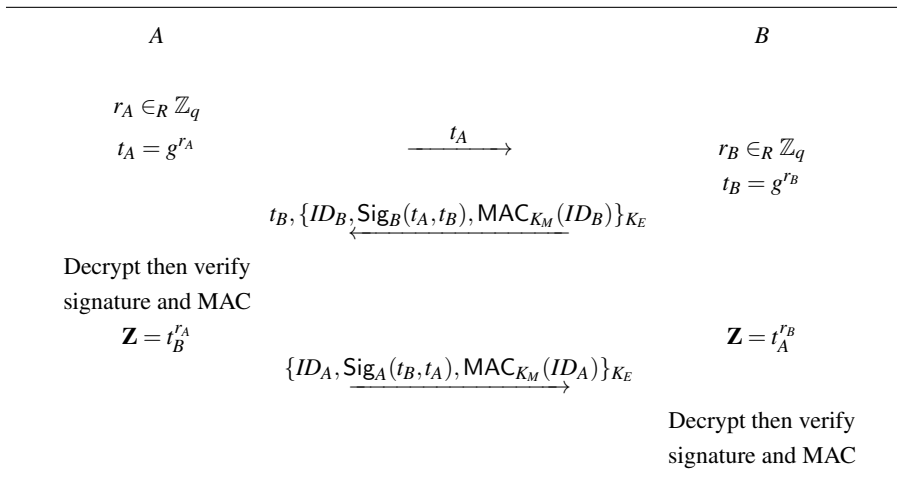 A B
r_A ∈_R ℤ_q
t_A = g^{r_A} t_A r_B ∈_R ℤ_q
t_B = g^{r_B}
t_B, {ID_B, Sig_B(t_A, t_B), MAC_{K_M}(ID_B)}_{K_E}
Decrypt then verify
signature and MAC
Z = t_B^{r_A} Z = t_A^{r_B}
{ID_A, Sig_A(t_B, t_A), MAC_{K_M}(ID_A)}_{K_E}
Decrypt then verify
signature and MAC